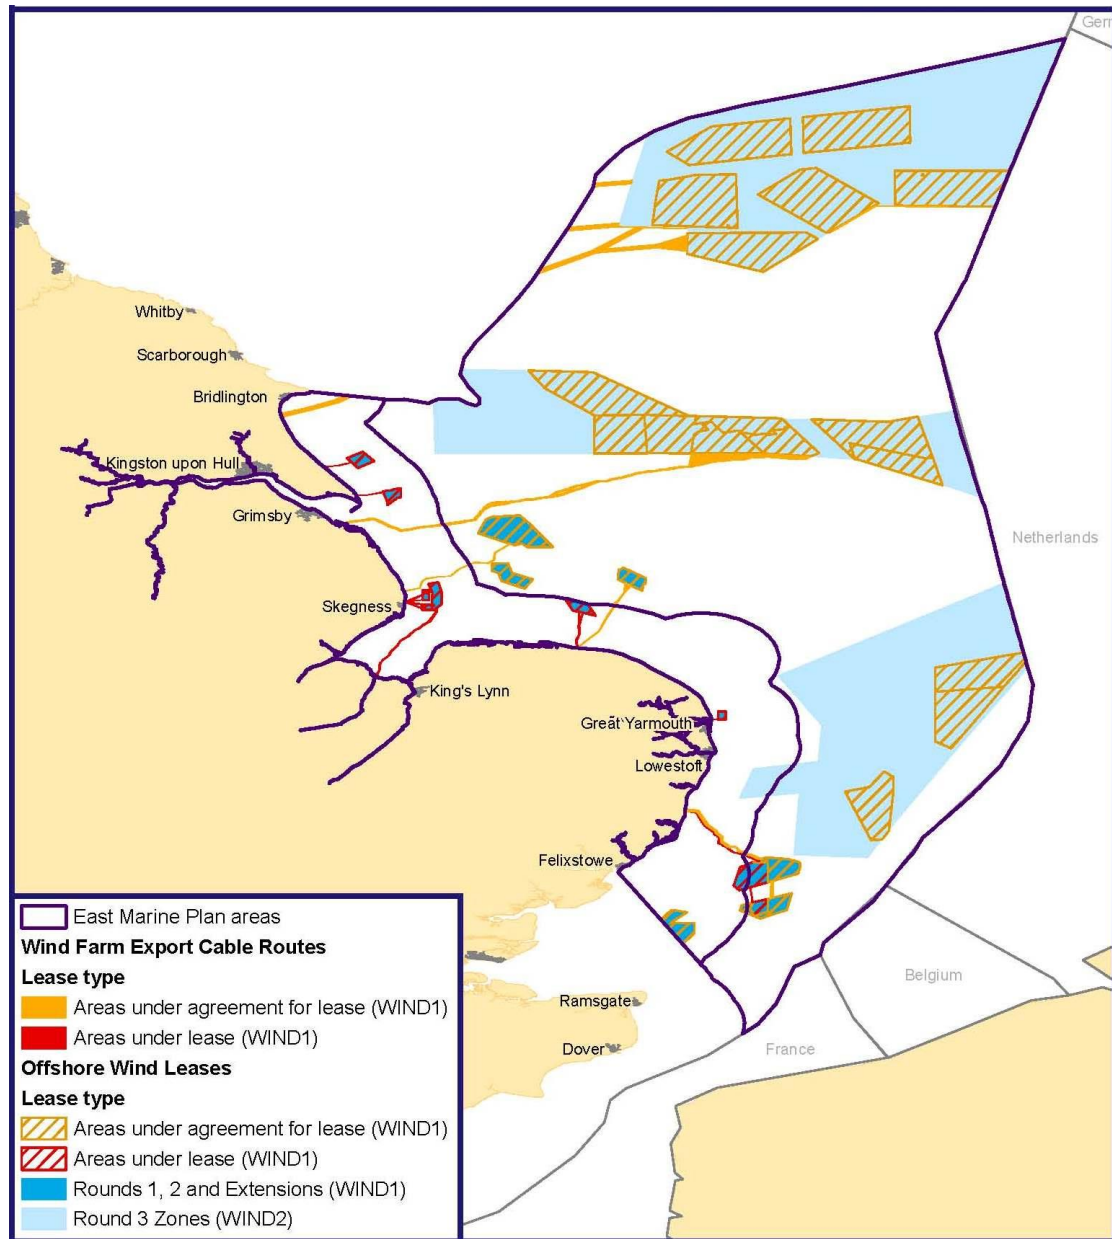 Gern
Whitby
Scarborough
Bridlington
Kingston upon Hull
Grimsby
Netherlands
Skegness
King's Lynn
Great Yarmouth
Lowestoft
Felixstowe
East Marine Plan areas
Wind Farm Export Cable Routes
Lease type
Areas under agreement for lease (WIND1)
Areas under lease (WIND1)
Offshore Wind Leases
Lease type
Areas under agreement for lease (WIND1)
Areas under lease (WIND1)
Rounds 1, 2 and Extensions (WIND1)
Round 3 Zones (WIND2)
Belgium
Ramsgate
Dover
France